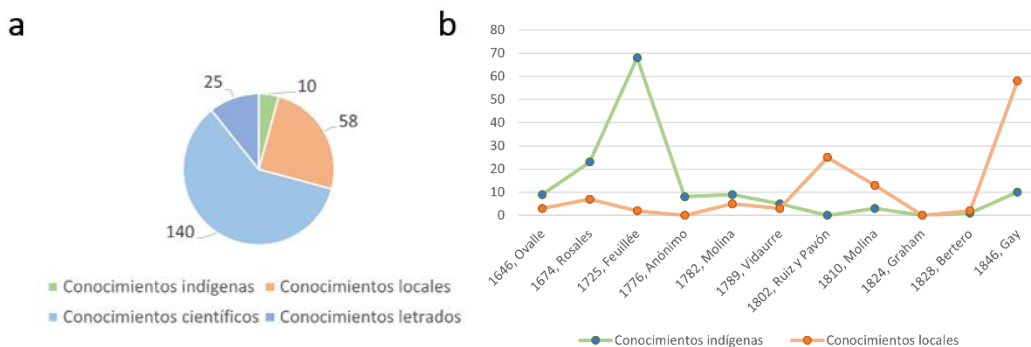 a
25
10
58
140
Conocimientos indígenas
Conocimientos locales
Conocimientos científicos
Conocimientos letrados
b
80
70
60
50
40
30
20
10
0
1646, Ovalle
1674, Rosales
1725, Feuillée
1776, Anónimo
1782, Molina
1789, Vidaurre
1802, Ruiz y Pavón
1810, Molina
1824, Graham
1828, Bertero
1846, Gay
Conocimientos indígenas
Conocimientos locales